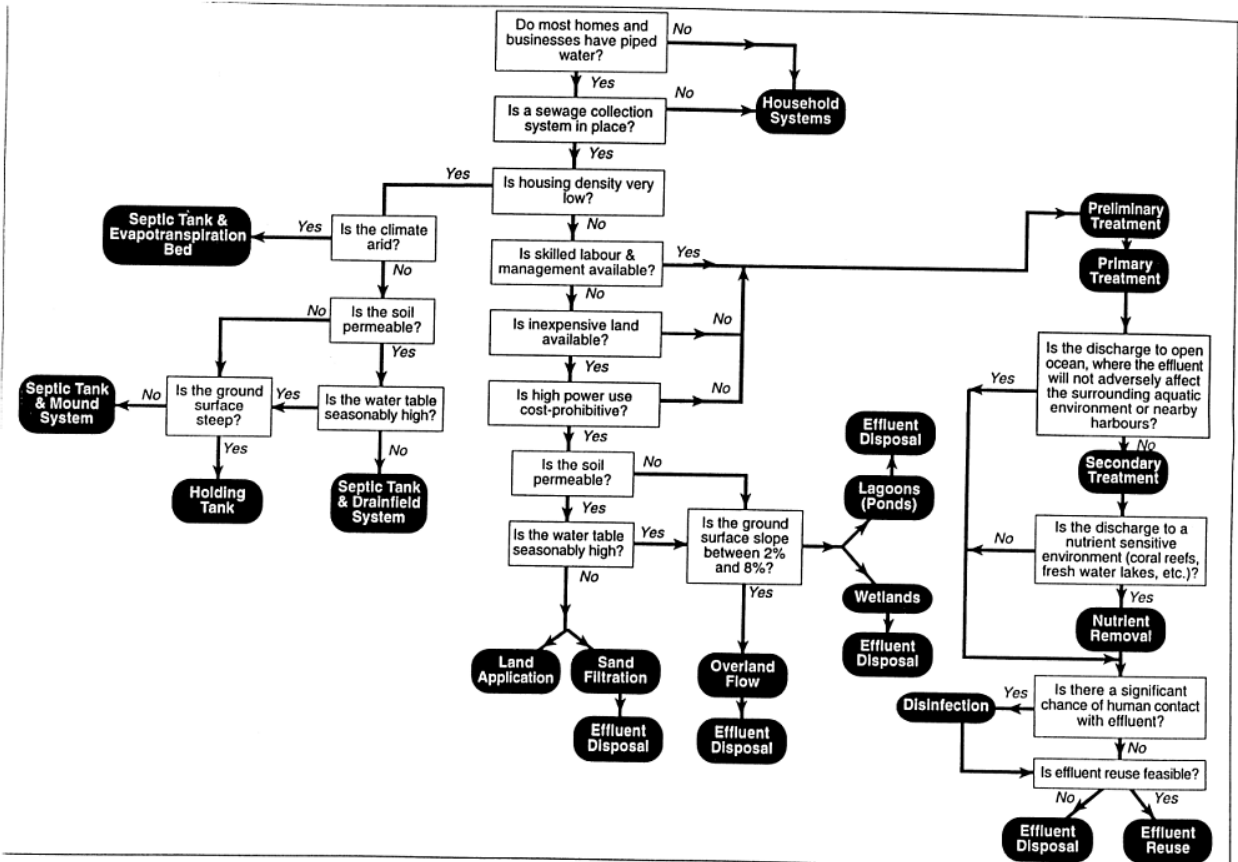 Do most homes and
businesses have piped
water?
No
Yes
Is a sewage collection
system in place?
No
Household
Systems
Yes
Is housing density very
low?
Yes
No
Septic Tank &
Evapotranspiration
Bed
Yes
Is the climate
arid?
No
Is skilled labour &
management available?
Yes
No
Preliminary
Treatment
Primary
Treatment
No
Is the soil
permeable?
Yes
Is inexpensive land
available?
No
Yes
Is the discharge to open
ocean, where the effluent
will not adversely affect
the surrounding aquatic
environment or nearby
harbours?
Yes
No
Septic Tank
& Mound
System
No
Is the ground
surface
steep?
Yes
Yes
Is the water table
seasonably high?
No
Is high power use
cost-prohibitive?
No
Yes
Holding
Tank
Septic Tank
& Drainfield
System
Is the soil
permeable?
No
Yes
Effluent
Disposal
Lagoons
(Ponds)
Secondary
Treatment
Is the water table
seasonably high?
Yes
No
Is the ground
surface slope
between 2%
and 8%?
Yes
Is the discharge to a
nutrient sensitive
environment (coral reefs,
fresh water lakes, etc.)?
No
Yes
Wetlands
Effluent
Disposal
Nutrient
Removal
Land
Application
Sand
Filtration
Effluent
Disposal
Overland
Flow
Effluent
Disposal
Is there a significant
chance of human contact
with effluent?
Yes
Disinfection
No
Is effluent reuse feasible?
No
Yes
Effluent
Disposal
Effluent
Reuse